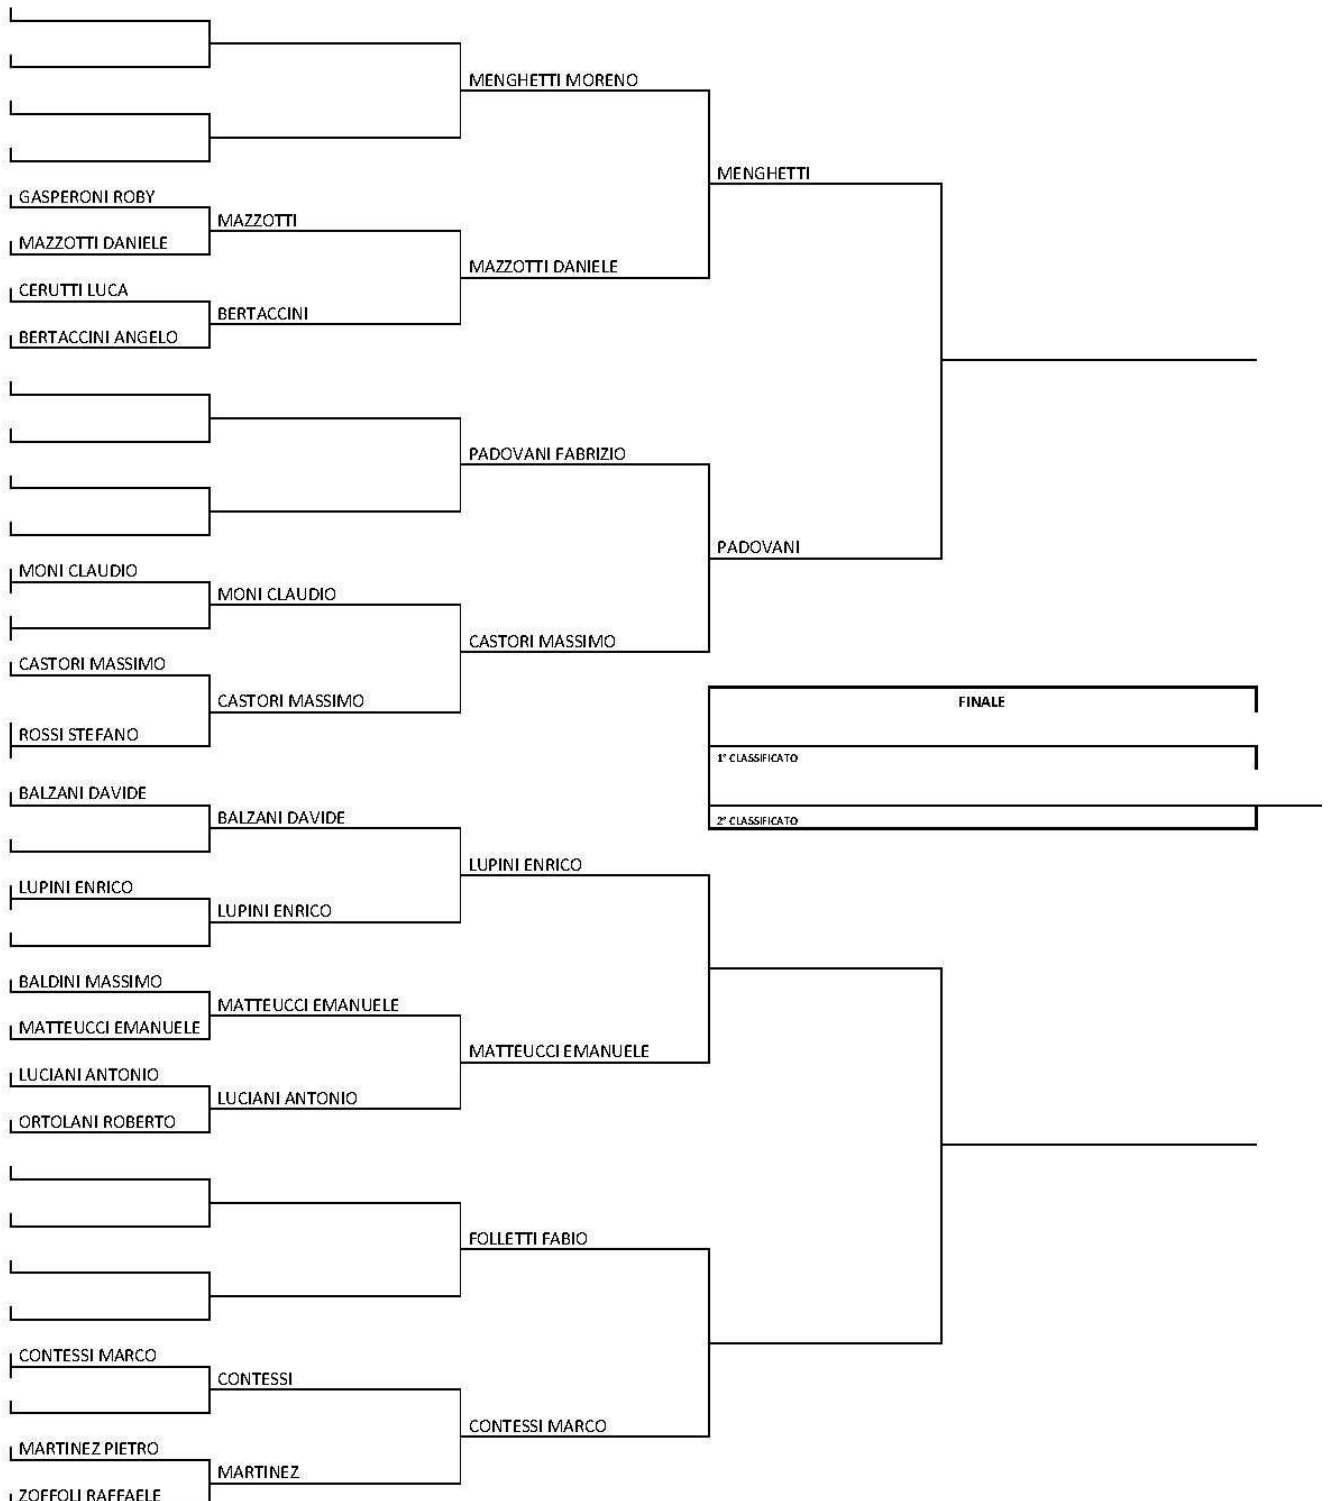 MENGHETTI MORENO
MENGHETTI
GASPERONI ROBY
MAZZOTTI
MAZZOTTI DANIELE
MAZZOTTI DANIELE
CERUTTI LUCA
BERTACCINI
BERTACCINI ANGELO
PADOVANI FABRIZIO
PADOVANI
MONI CLAUDIO
MONI CLAUDIO
CASTORI MASSIMO
CASTORI MASSIMO
CASTORI MASSIMO
FINALE
ROSSI STEFANO
1° CLASSIFICATO
BALZANI DAVIDE
BALZANI DAVIDE
2° CLASSIFICATO
LUPINI ENRICO
LUPINI ENRICO
LUPINI ENRICO
BALDINI MASSIMO
MATTEUCCI EMANUELE
MATTEUCCI EMANUELE
MATTEUCCI EMANUELE
LUCIANI ANTONIO
LUCIANI ANTONIO
ORTOLANI ROBERTO
FOLLETTI FABIO
CONTESSI MARCO
CONTESSI
CONTESSI MARCO
MARTINEZ PIETRO
MARTINEZ
ZOFFOLI RAFFAELE